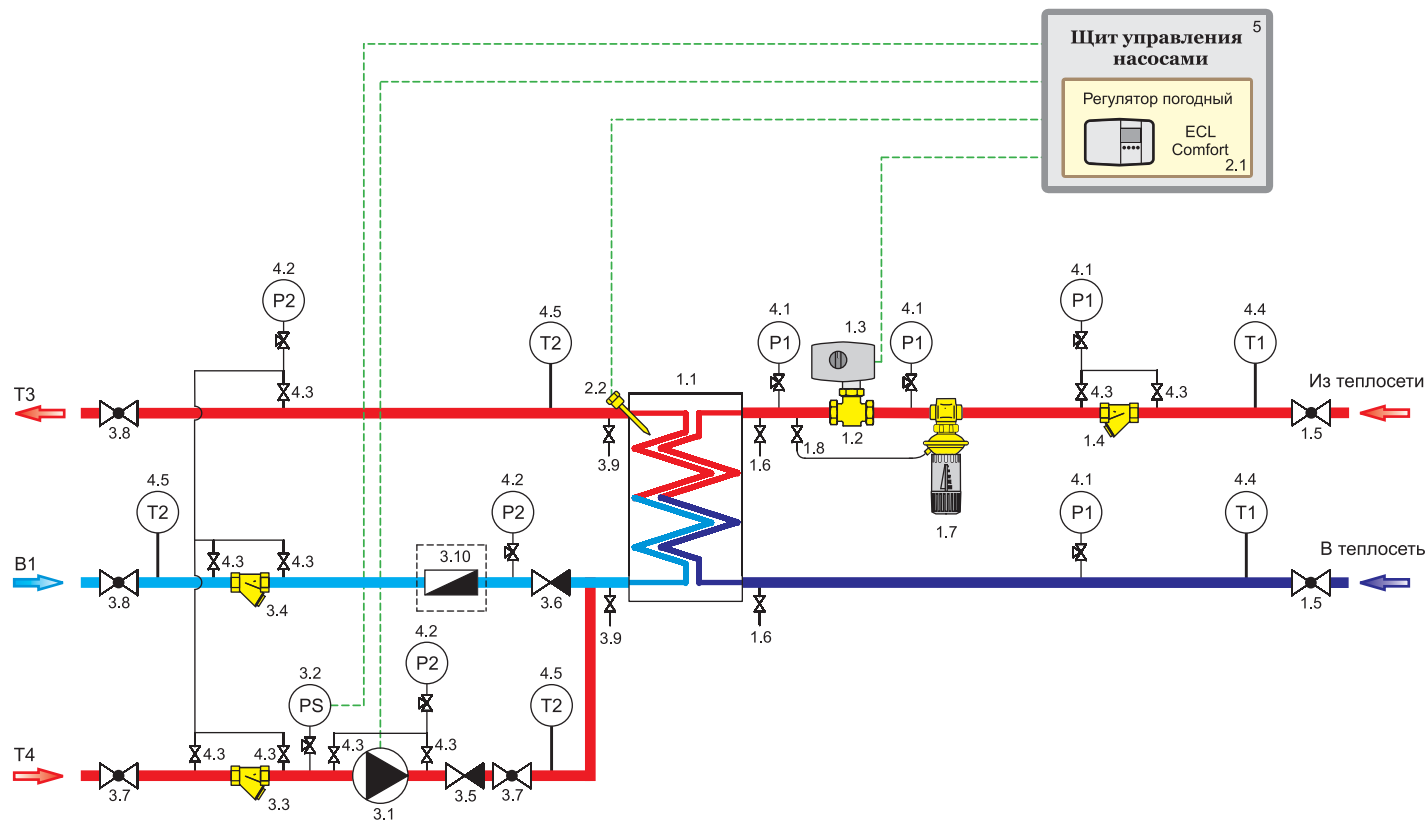 5
Щит управления
насосами
Регулятор погодный
ECL
Comfort
2.1
4.2
P2
4.5
T2
4.1
P1
1.3
4.1
P1
4.1
P1
4.4
T1
T3
4.3
2.2
1.1
4.3
4.3
Из теплосети
3.8
3.9
1.6
1.8
1.2
1.4
1.5
4.5
T2
4.2
P2
1.7
4.1
P1
4.4
T1
B1
4.3
4.3
3.10
В теплосеть
3.8
3.4
3.6
3.9
1.6
1.5
4.2
P2
3.2
PS
4.5
T2
T4
4.3
4.3
4.3
4.3
3.7
3.3
3.1
3.5
3.7